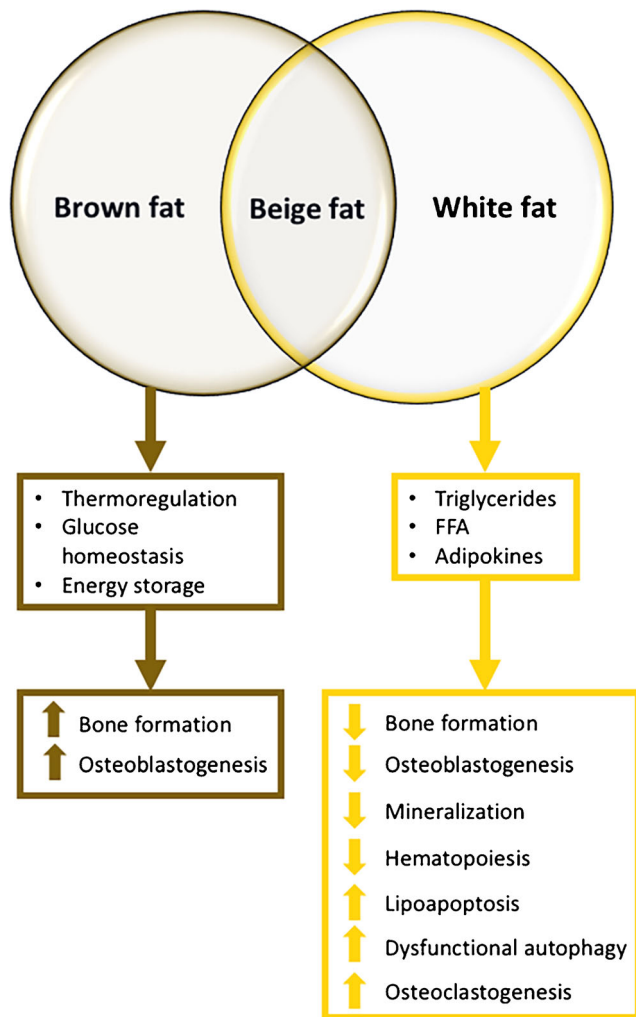 Brown fat
Beige fat
White fat
• Thermoregulation
• Glucose
homeostasis
• Energy storage
• Triglycerides
• FFA
• Adipokines
Bone formation
Osteoblastogenesis
Bone formation
Osteoblastogenesis
Mineralization
Hematopoiesis
Lipoapoptosis
Dysfunctional autophagy
Osteoclastogenesis